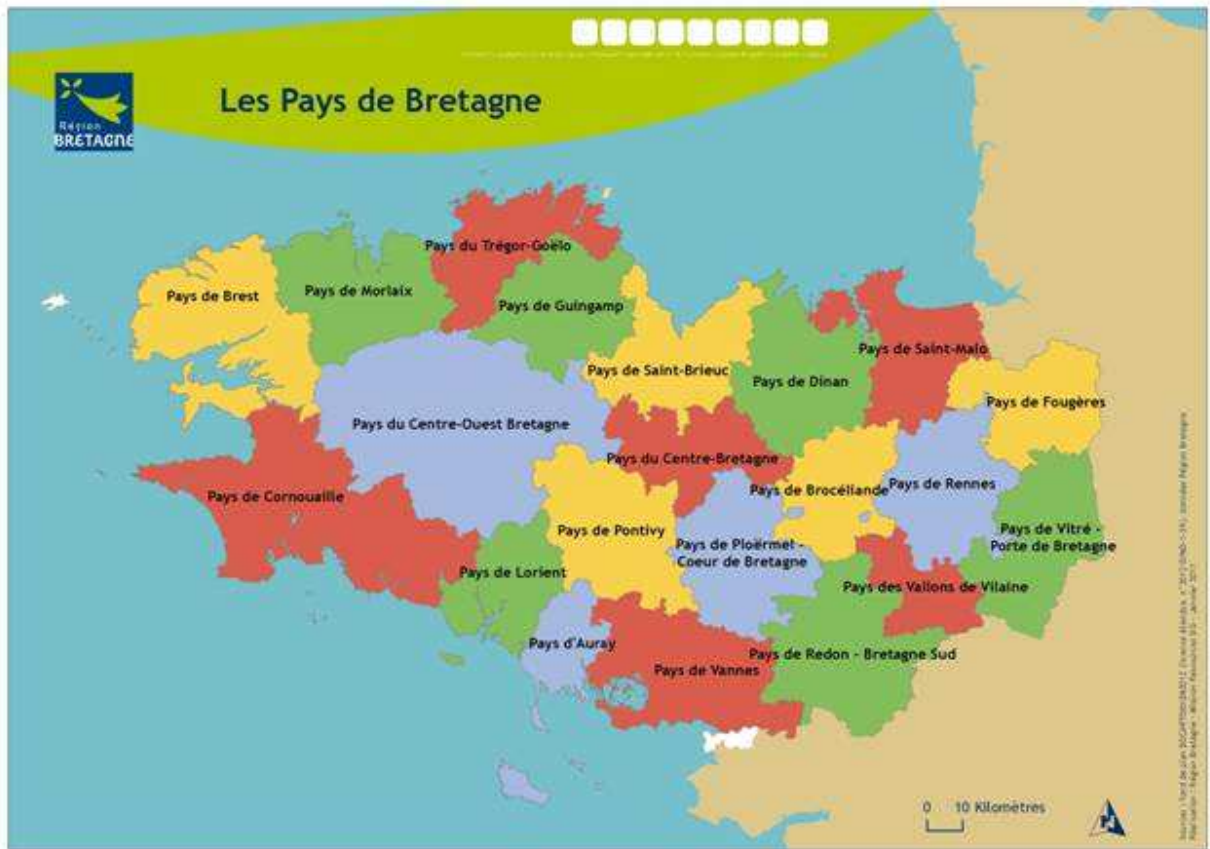 Les Pays de Bretagne
Région
BRETAGNE
Pays du Trégor-Goëlo
Pays de Brest
Pays de Morlaix
Pays de Guingamp
Pays de Saint-Malo
Pays de Saint-Brieuc
Pays de Dinan
Pays de Fougères
Pays du Centre-Ouest Bretagne
Pays du Centre-Bretagne
Pays de Cornouaille
Pays de Brocéliande
Pays de Rennes
Pays de Pontivy
Pays de Ploërmel -
Coeur de Bretagne
Pays de Vitré -
Porte de Bretagne
Pays de Lorient
Pays des Vallons de Vilaine
Pays d'Auray
Pays de Vannes
Pays de Redon - Bretagne Sud
0 10 Kilomètres
N